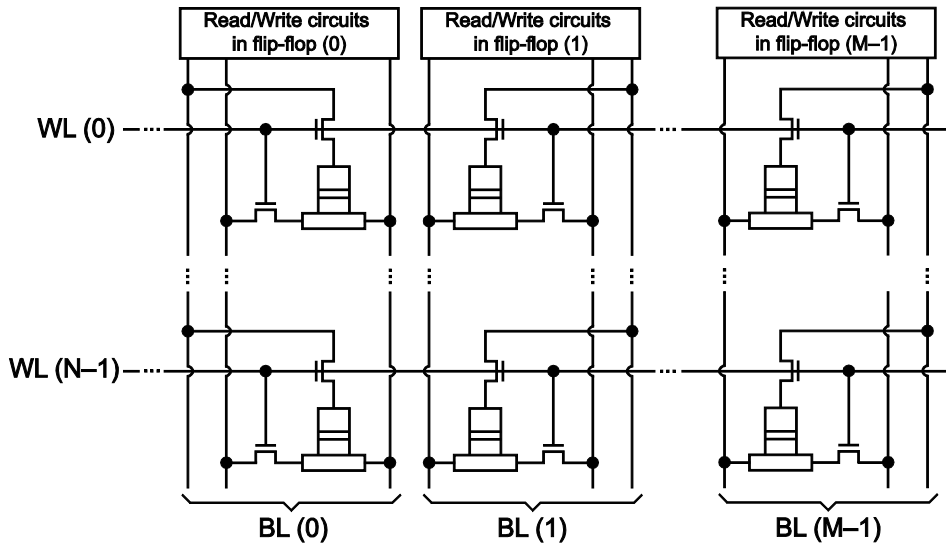 Read/Write circuits
in flip-flop (0)
Read/Write circuits
in flip-flop (1)
Read/Write circuits
in flip-flop (M–1)
WL (0)
WL (N–1)
BL (0)
BL (1)
BL (M–1)